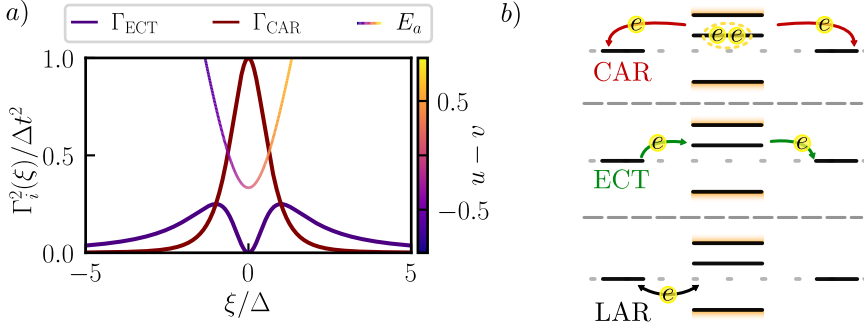 a)
Γ_ECT Γ_CAR E_a
Γ_i^2(ξ)/Δt^2
1.0
0.5
0.0
−5 0 5
ξ/Δ
0.5
−0.5
u − v
b)
e e e e
CAR
e e
ECT
e
LAR